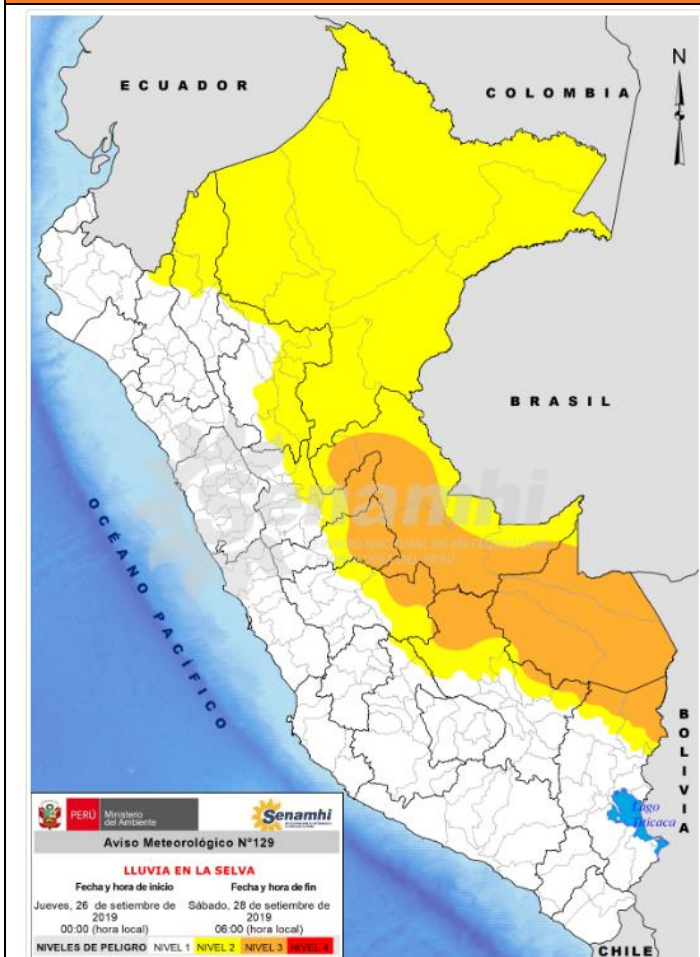 ECUADOR
COLOMBIA
N
BRASIL
Senamhi
OCÉANO PACÍFICO
BOLIVIA
Lago
Titicaca
CHILE
PERÚ
Ministerio
del Ambiente
Senamhi
Aviso Meteorológico N°129
LLUVIA EN LA SELVA
Fecha y hora de inicio
Fecha y hora de fin
Jueves, 26 de setiembre de
2019
00:00 (hora local)
Sábado, 28 de setiembre de
2019
06:00 (hora local)
NIVELES DE PELIGRO NIVEL 1 NIVEL 2 NIVEL 3 NIVEL 4